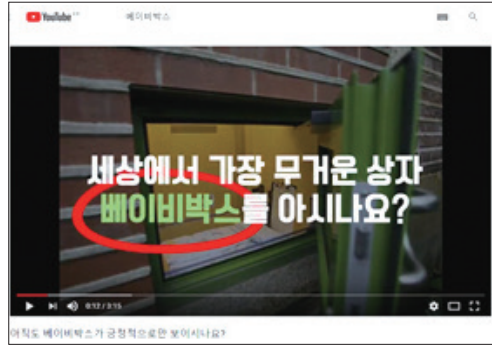 YouTube
베이비박스
세상에서 가장 무거운 상자
베이비박스를 아시나요?
0:12 / 3:15
아직도 베이비박스가 긍정적으로만 보이시나요?